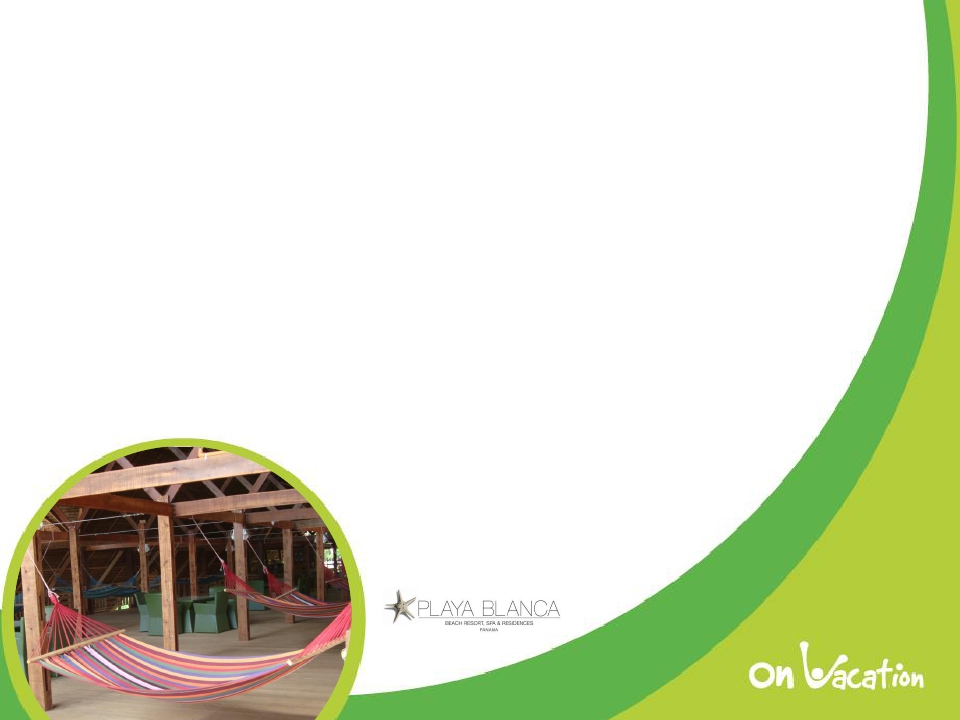 PLAYA BLANCA
BEACH RESORT, SPA & RESIDENCES
PANAMA
On Vacation